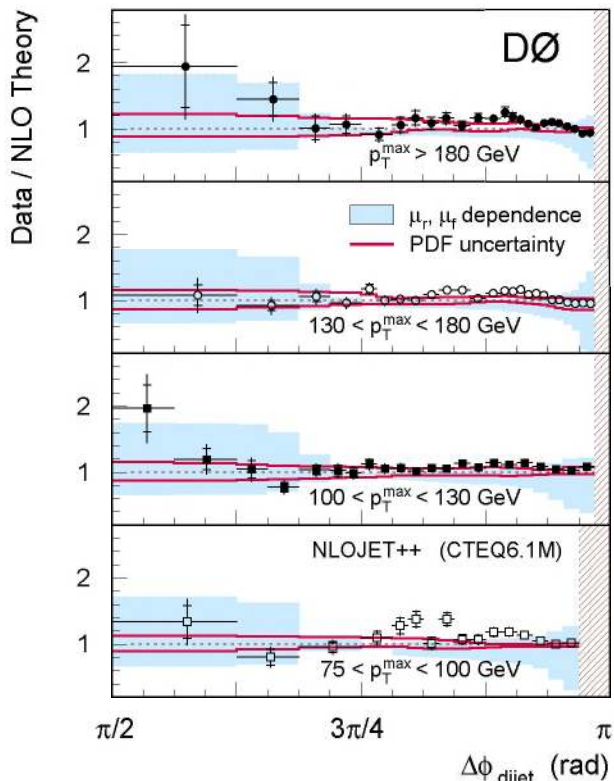 Data / NLO Theory
DØ
2
1
p_T^max > 180 GeV
μ_r, μ_f dependence
PDF uncertainty
2
1
130 < p_T^max < 180 GeV
2
1
100 < p_T^max < 130 GeV
NLOJET++ (CTEQ6.1M)
2
1
75 < p_T^max < 100 GeV
π/2 3π/4 π
Δϕ_dijet (rad)